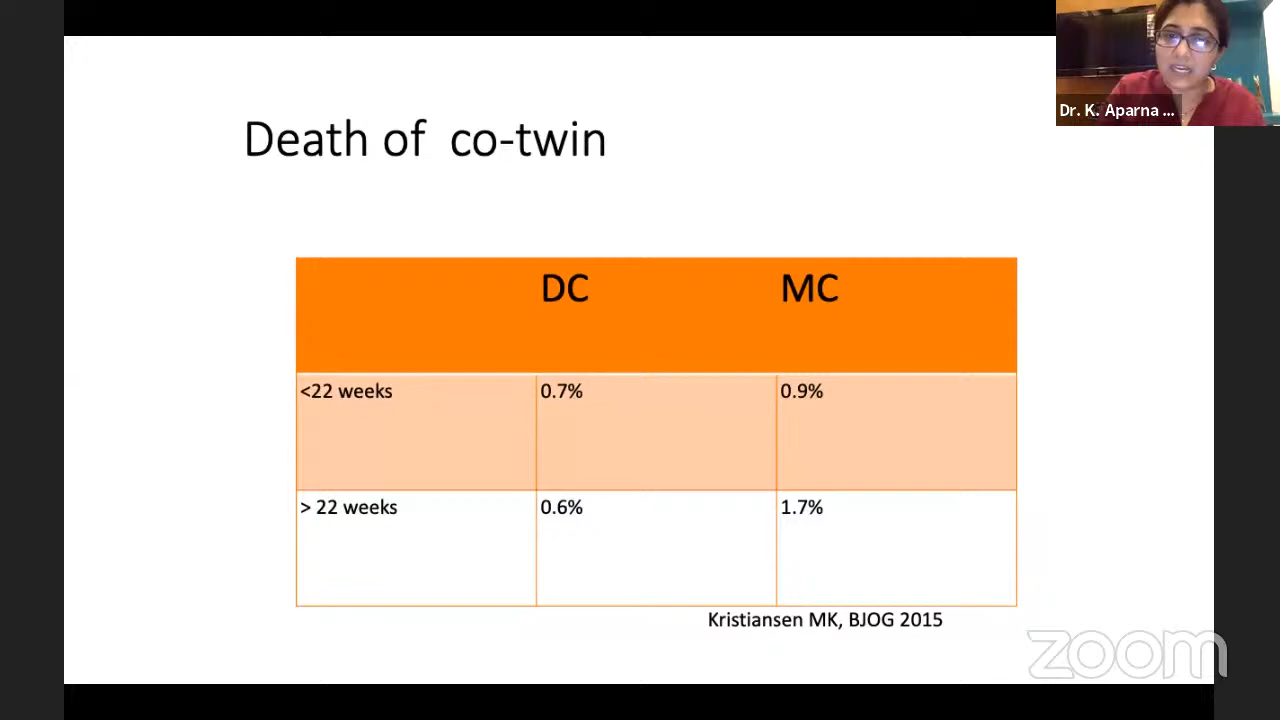 Dr. K. Aparna ...
Death of co-twin
DC MC
<22 weeks 0.7% 0.9%
> 22 weeks 0.6% 1.7%
Kristiansen MK, BJOG 2015
zoom